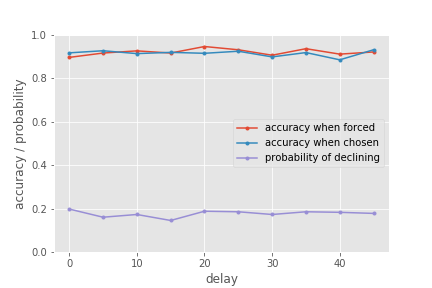 1.0
0.8
0.6
0.4
0.2
0.0
accuracy / probability
accuracy when forced
accuracy when chosen
probability of declining
0 10 20 30 40
delay